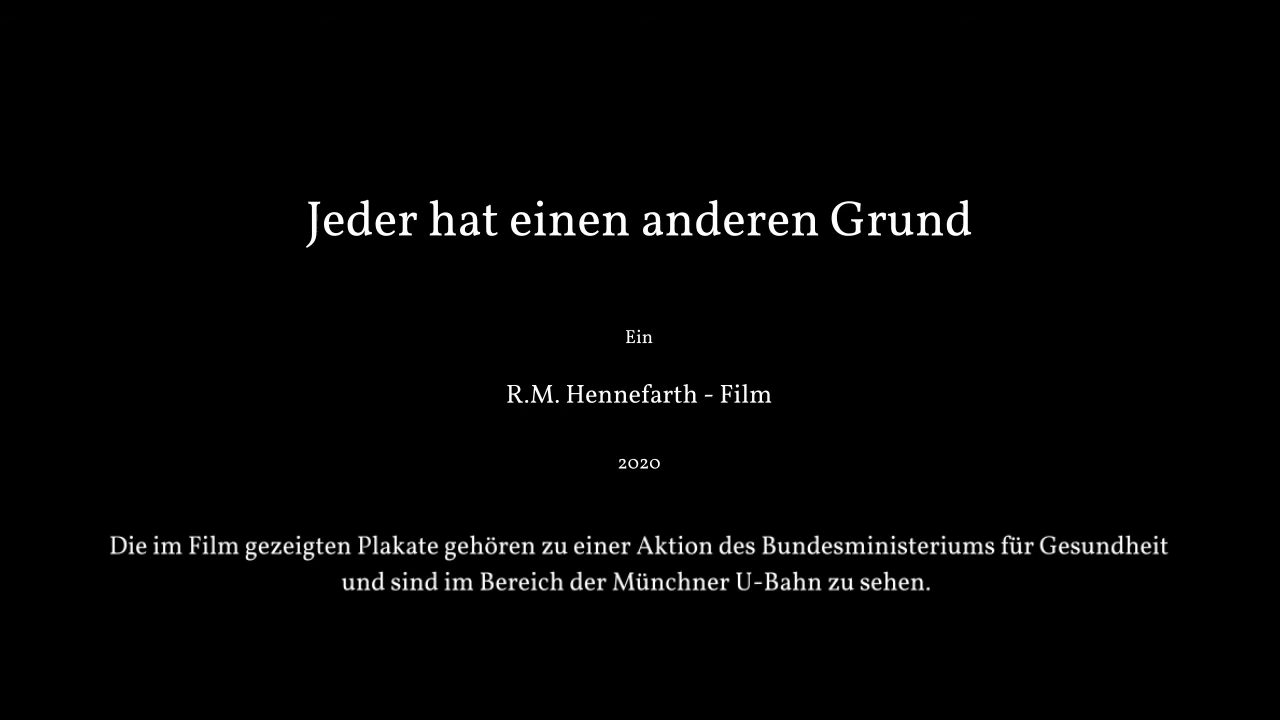 Jeder hat einen anderen Grund
Ein
R.M. Hennefarth - Film
2020
Die im Film gezeigten Plakate gehören zu einer Aktion des Bundesministeriums für Gesundheit
und sind im Bereich der Münchner U-Bahn zu sehen.